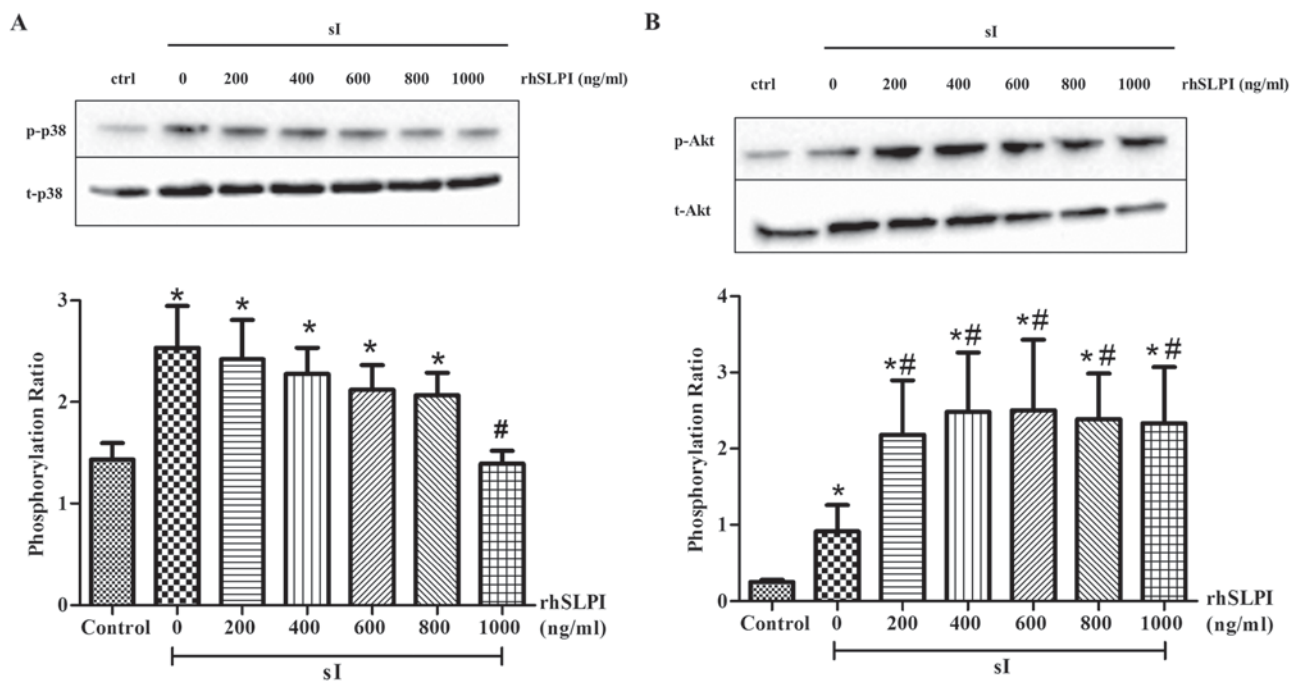 A
sI
ctrl 0 200 400 600 800 1000 rhSLPI (ng/ml)
p-p38
t-p38
3
2
1
0
Phosphorylation Ratio
* * * * * #
Control 0 200 400 600 800 1000 rhSLPI
(ng/ml)
sI
B
sI
ctrl 0 200 400 600 800 1000 rhSLPI (ng/ml)
p-Akt
t-Akt
4
3
2
1
0
Phosphorylation Ratio
* *# *# *# *# *#
Control 0 200 400 600 800 1000 rhSLPI
(ng/ml)
sI